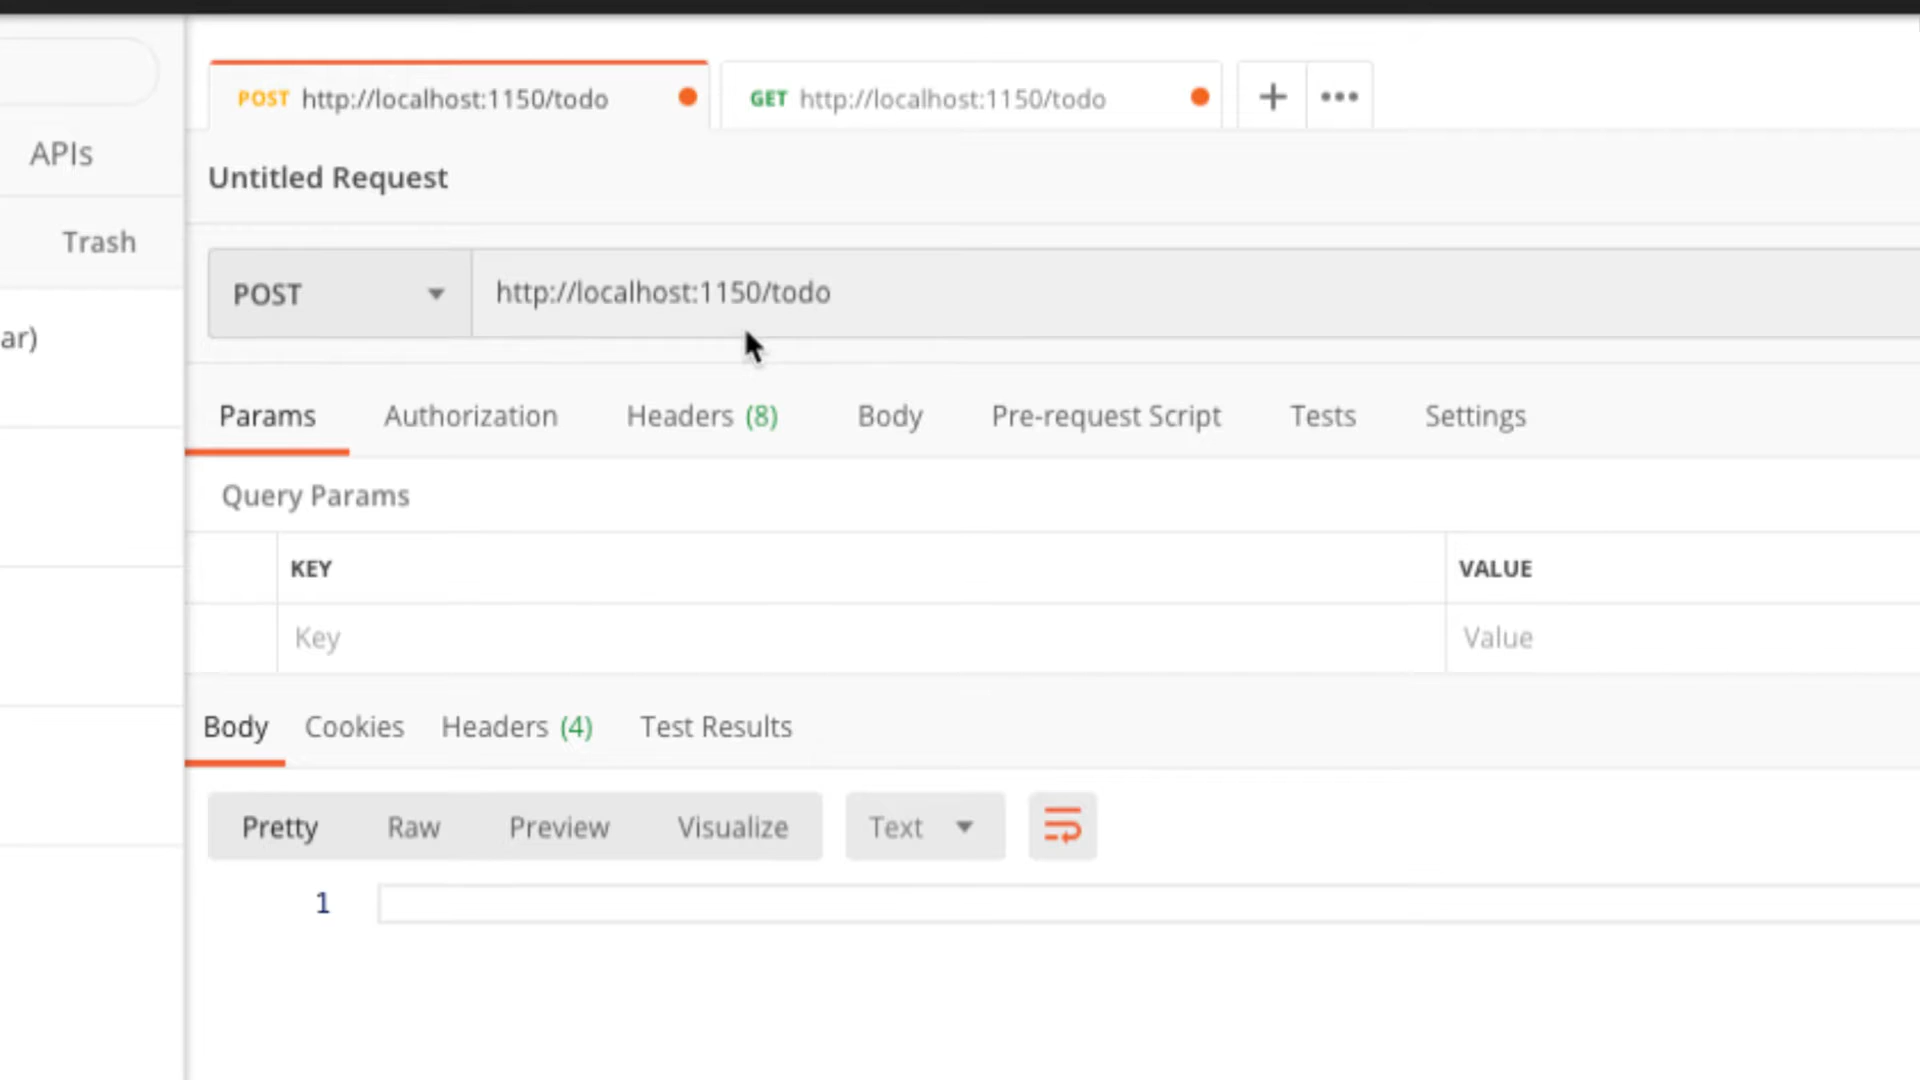 POST http://localhost:1150/todo
GET http://localhost:1150/todo
APIs
Untitled Request
Trash
POST
http://localhost:1150/todo
ar)
Params Authorization Headers (8) Body Pre-request Script Tests Settings
Query Params
KEY VALUE
Key Value
Body Cookies Headers (4) Test Results
Pretty Raw Preview Visualize Text
1